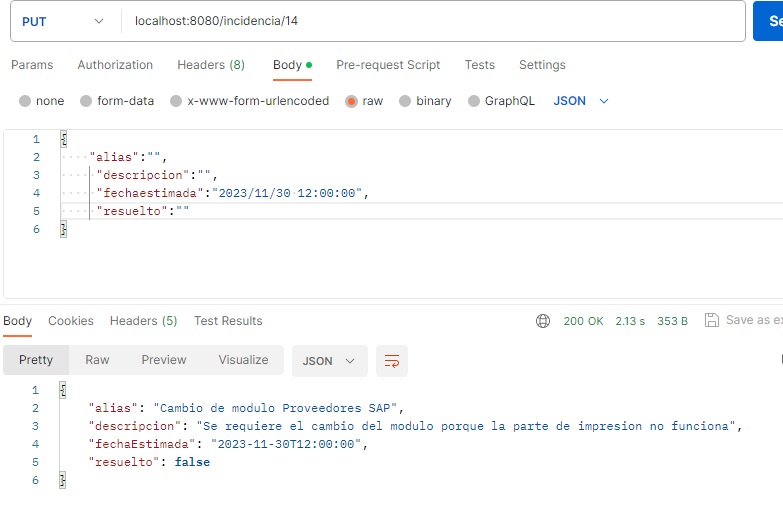 PUT localhost:8080/incidencia/14 Se
Params Authorization Headers (8) Body Pre-request Script Tests Settings
none form-data x-www-form-urlencoded raw binary GraphQL JSON
1 {
2 "alias":"",
3 "descripcion":"",
4 "fechaestimada":"2023/11/30 12:00:00",
5 "resuelto":""
6 }
Body Cookies Headers (5) Test Results 200 OK 2.13 s 353 B Save as ex
Pretty Raw Preview Visualize JSON
1 {
2 "alias": "Cambio de modulo Proveedores SAP",
3 "descripcion": "Se requiere el cambio del modulo porque la parte de impresion no funciona",
4 "fechaEstimada": "2023-11-30T12:00:00",
5 "resuelto": false
6 }